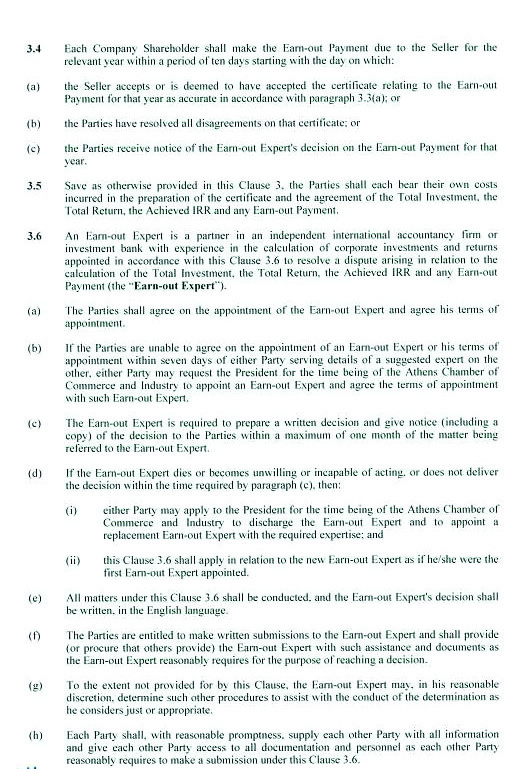 3.4 Each Company Shareholder shall make the Earn-out Payment due to the Seller for the
relevant year within a period of ten days starting with the day on which:
(a) the Seller accepts or is deemed to have accepted the certificate relating to the Earn-out
Payment for that year as accurate in accordance with paragraph 3.3(a); or
(b) the Parties have resolved all disagreements on that certificate; or
(c) the Parties receive notice of the Earn-out Expert's decision on the Earn-out Payment for that
year.
3.5 Save as otherwise provided in this Clause 3, the Parties shall each bear their own costs
incurred in the preparation of the certificate and the agreement of the Total Investment, the
Total Return, the Achieved IRR and any Earn-out Payment.
3.6 An Earn-out Expert is a partner in an independent international accountancy firm or
investment bank with experience in the calculation of corporate investments and returns
appointed in accordance with this Clause 3.6 to resolve a dispute arising in relation to the
calculation of the Total Investment, the Total Return, the Achieved IRR and any Earn-out
Payment (the "Earn-out Expert").
(a) The Parties shall agree on the appointment of the Earn-out Expert and agree his terms of
appointment.
(b) If the Parties are unable to agree on the appointment of an Earn-out Expert or his terms of
appointment within seven days of either Party serving details of a suggested expert on the
other, either Party may request the President for the time being of the Athens Chamber of
Commerce and Industry to appoint an Earn-out Expert and agree the terms of appointment
with such Earn-out Expert.
(c) The Earn-out Expert is required to prepare a written decision and give notice (including a
copy) of the decision to the Parties within a maximum of one month of the matter being
referred to the Earn-out Expert.
(d) If the Earn-out Expert dies or becomes unwilling or incapable of acting, or does not deliver
the decision within the time required by paragraph (c), then:
(i) either Party may apply to the President for the time being of the Athens Chamber of
Commerce and Industry to discharge the Earn-out Expert and to appoint a
replacement Earn-out Expert with the required expertise; and
(ii) this Clause 3.6 shall apply in relation to the new Earn-out Expert as if he/she were the
first Earn-out Expert appointed.
(e) All matters under this Clause 3.6 shall be conducted, and the Earn-out Expert's decision shall
be written, in the English language.
(f) The Parties are entitled to make written submissions to the Earn-out Expert and shall provide
(or procure that others provide) the Earn-out Expert with such assistance and documents as
the Earn-out Expert reasonably requires for the purpose of reaching a decision.
(g) To the extent not provided for by this Clause, the Earn-out Expert may, in his reasonable
discretion, determine such other procedures to assist with the conduct of the determination as
he considers just or appropriate.
(h) Each Party shall, with reasonable promptness, supply each other Party with all information
and give each other Party access to all documentation and personnel as each other Party
reasonably requires to make a submission under this Clause 3.6.